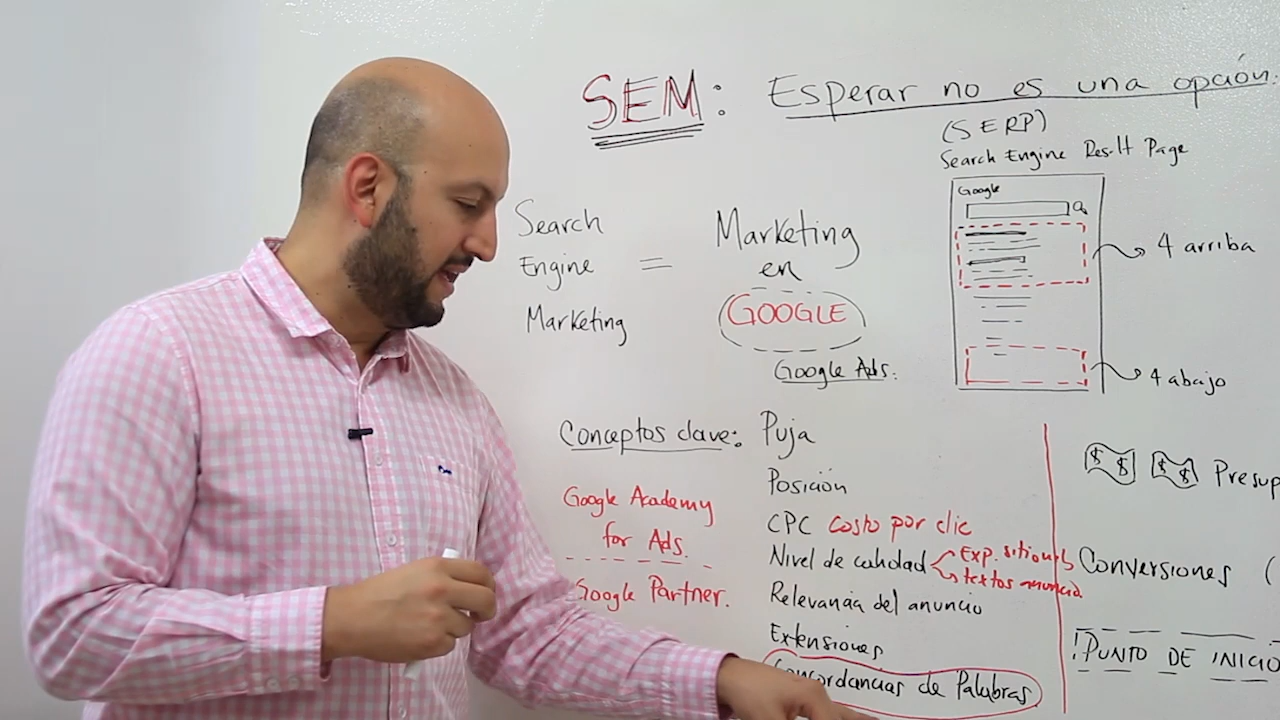 SEM: Esperar no es una opción.
(SERP)
Search Engine Result Page
Google
4 arriba
4 abajo
Search
Engine
Marketing
=
Marketing
en
GOOGLE
Google Ads.
Conceptos clave: Puja
Posición
CPC costo por clic
Nivel de calidad
Exp. sitio web
textos anuncio
Relevancia del anuncio
Extensiones
Concordancias de Palabras
Google Academy
for Ads.
Google Partner.
$ $ $ $ Presup
Conversiones (
¡PUNTO DE INICIO